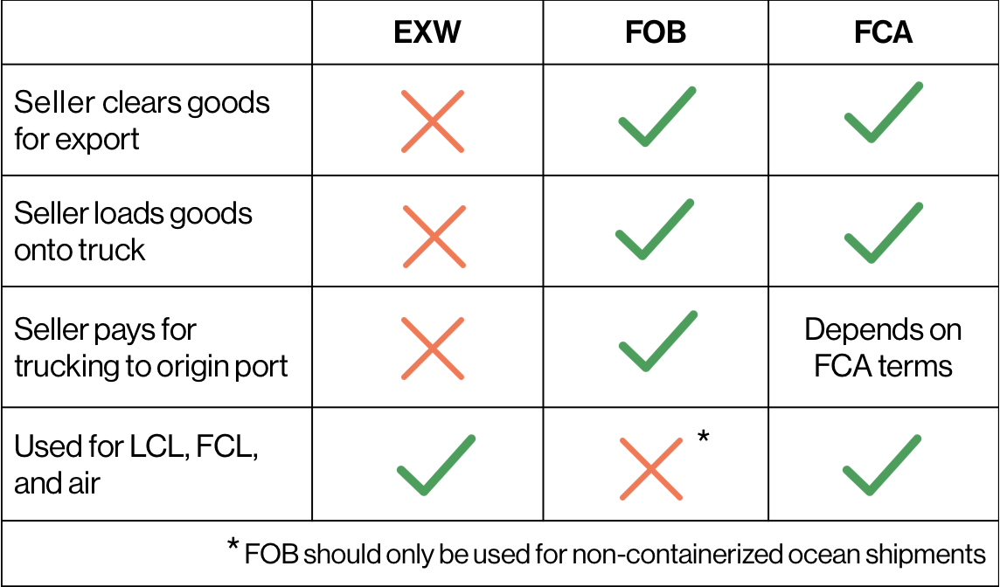 EXW FOB FCA
Seller clears goods
for export
Seller loads goods
onto truck
Seller pays for
trucking to origin port
Depends on
FCA terms
Used for LCL, FCL,
and air
*
* FOB should only be used for non-containerized ocean shipments